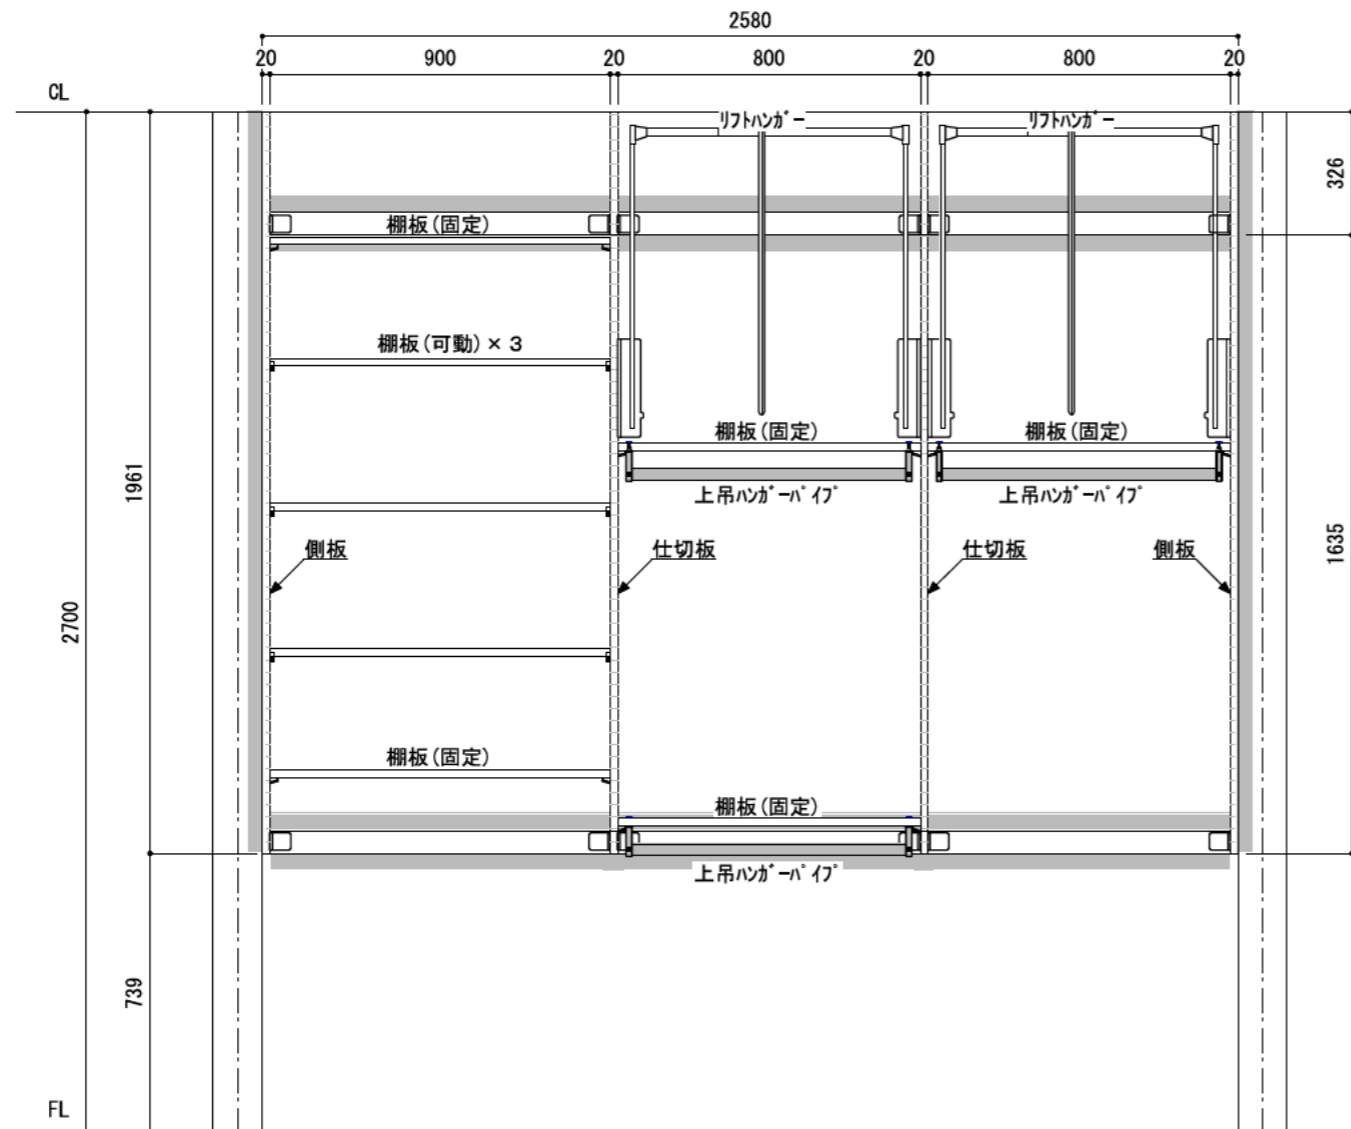 2580
20 900 20 800 20 800 20
CL
リフトハンガー リフトハンガー
326
棚板(固定)
棚板(可動)×3
棚板(固定) 棚板(固定)
上吊ハンガーパイプ 上吊ハンガーパイプ
1961
側板 仕切板 仕切板 側板
1635
2700
棚板(固定)
棚板(固定)
上吊ハンガーパイプ
739
FL